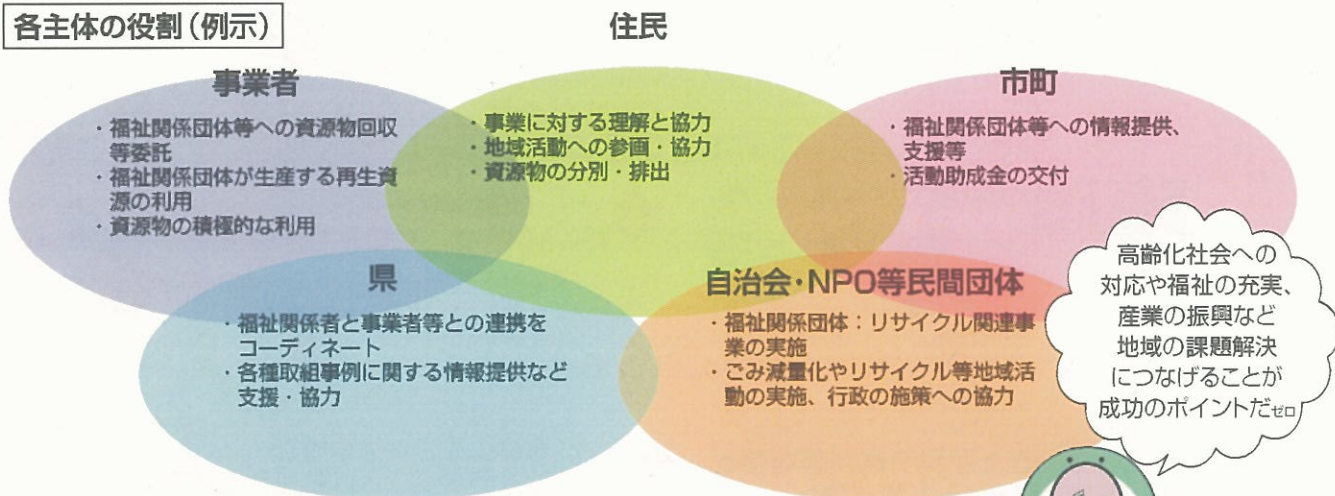 各主体の役割(例示)
住民
事業者
・福祉関係団体等への資源物回収
等委託
・福祉関係団体が生産する再生資
源の利用
・資源物の積極的な利用
・事業に対する理解と協力
・地域活動への参画・協力
・資源物の分別・排出
市町
・福祉関係団体等への情報提供、
支援等
・活動助成金の交付
県
・福祉関係者と事業者等との連携を
コーディネート
・各種取組事例に関する情報提供など
支援・協力
自治会・NPO等民間団体
・福祉関係団体：リサイクル関連事
業の実施
・ごみ減量化やリサイクル等地域活
動の実施、行政の施策への協力
高齢化社会への
対応や福祉の充実、
産業の振興など
地域の課題解決
につなげることが
成功のポイントだゼロ